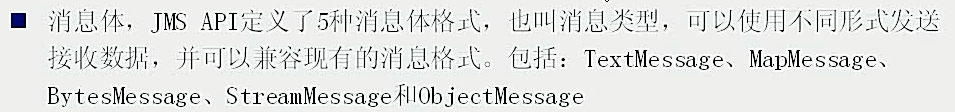 消息体，JMS API定义了5种消息体格式，也叫消息类型，可以使用不同形式发送
接收数据，并可以兼容现有的消息格式。包括：TextMessage、MapMessage、
BytesMessage、StreamMessage和ObjectMessage